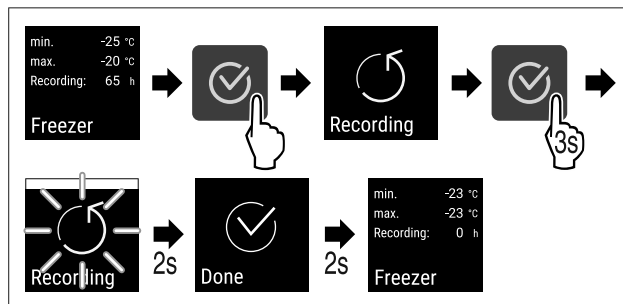 min. -25 °C
max. -20 °C
Recording: 65 h
Freezer
Recording
3s
Recording
2s
Done
2s
min. -23 °C
max. -23 °C
Recording: 0 h
Freezer